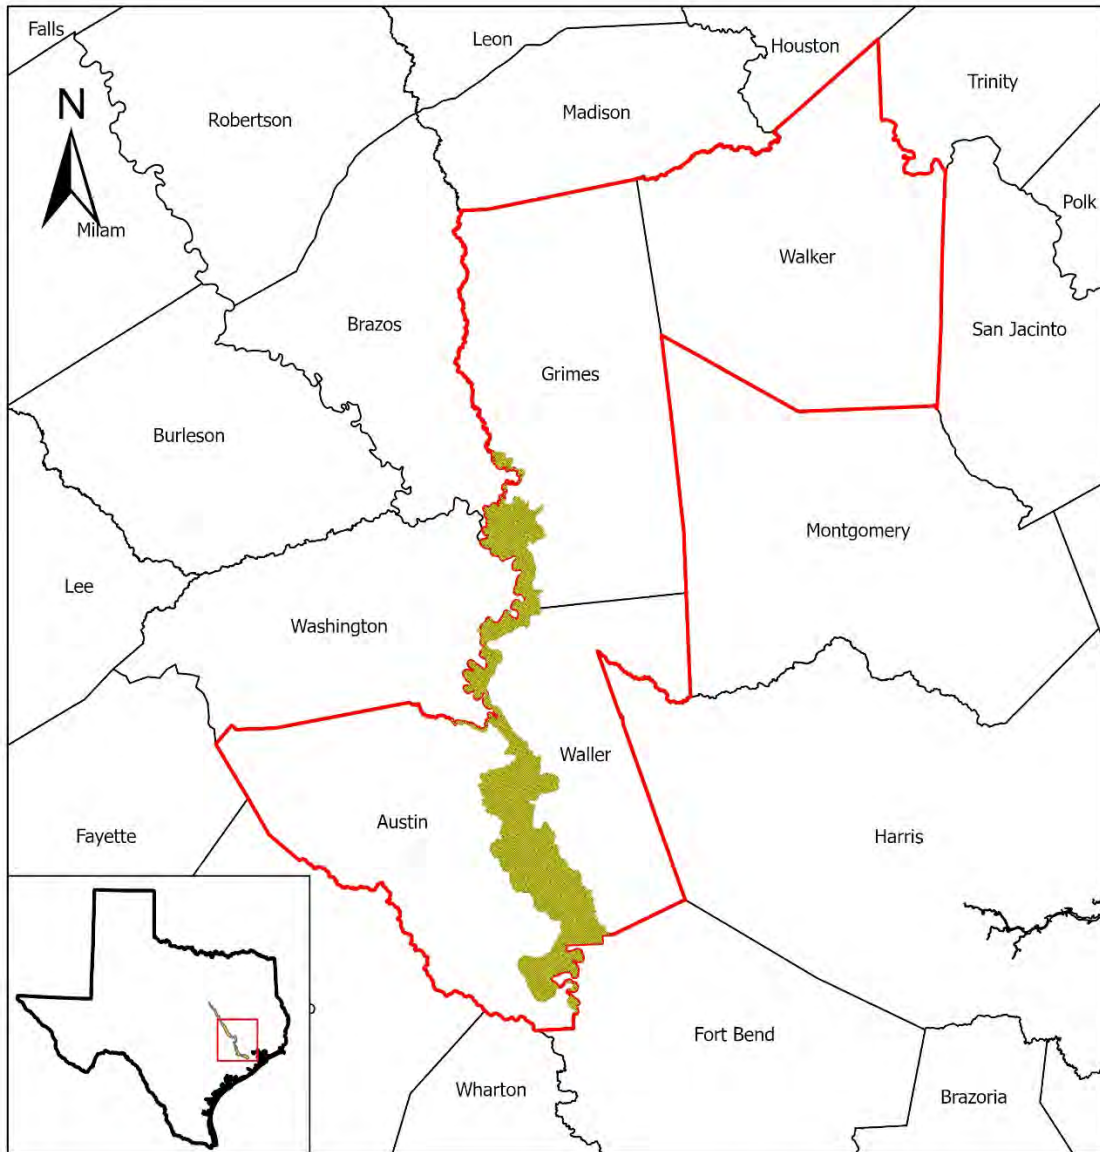 Falls
Leon
Houston
Trinity
Madison
Robertson
N
Polk
Milam
Walker
Brazos
San Jacinto
Grimes
Burleson
Montgomery
Lee
Washington
Waller
Austin
Fayette
Harris
Fort Bend
Wharton
Brazoria